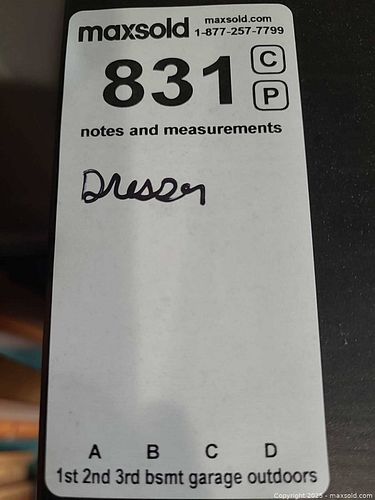 maxsold maxsold.com
1-877-257-7799
831 C
P
notes and measurements
Dresser
A B C D
1st 2nd 3rd bsmt garage outdoors
Copyright 2025 - maxsold.com